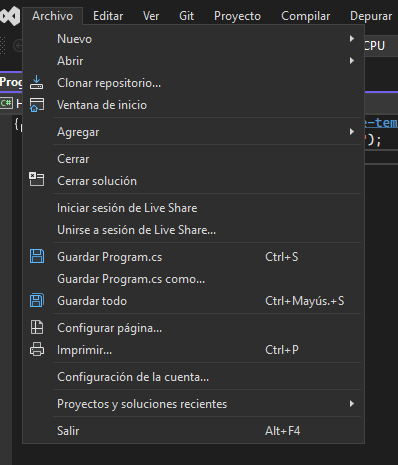 Archivo Editar Ver Git Proyecto Compilar Depurar
Nuevo
CPU
Abrir
Clonar repositorio...
Ventana de inicio
Agregar
Cerrar
Cerrar solución
Iniciar sesión de Live Share
Unirse a sesión de Live Share...
Guardar Program.cs Ctrl+S
Guardar Program.cs como...
Guardar todo Ctrl+Mayús.+S
Configurar página...
Imprimir... Ctrl+P
Configuración de la cuenta...
Proyectos y soluciones recientes
Salir Alt+F4